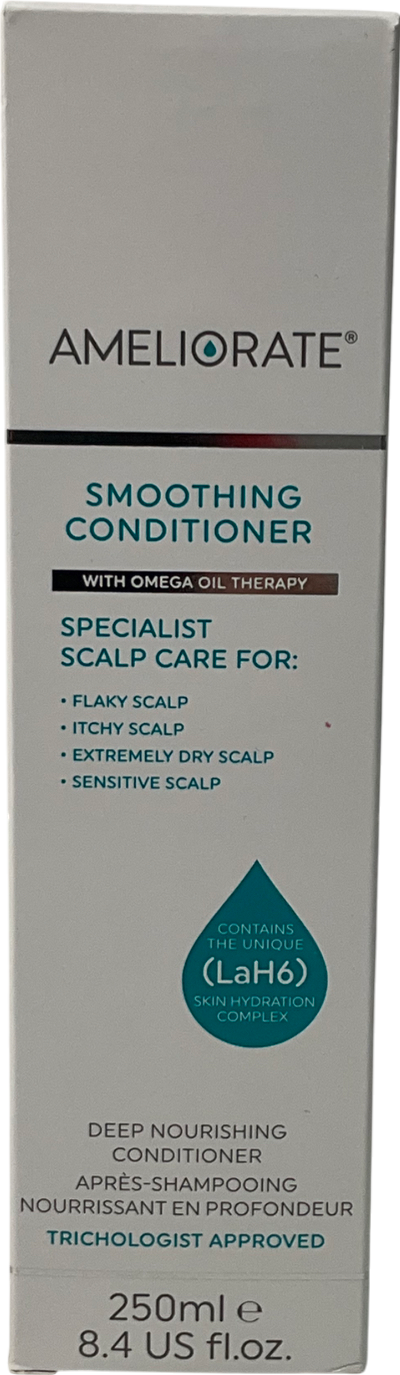 AMELIORATE®
SMOOTHING
CONDITIONER
WITH OMEGA OIL THERAPY
SPECIALIST
SCALP CARE FOR:
• FLAKY SCALP
• ITCHY SCALP
• EXTREMELY DRY SCALP
• SENSITIVE SCALP
CONTAINS
THE UNIQUE
(LaH6)
SKIN HYDRATION
COMPLEX
DEEP NOURISHING
CONDITIONER
APRÈS-SHAMPOOING
NOURRISSANT EN PROFONDEUR
TRICHOLOGIST APPROVED
250ml ℮
8.4 US fl.oz.